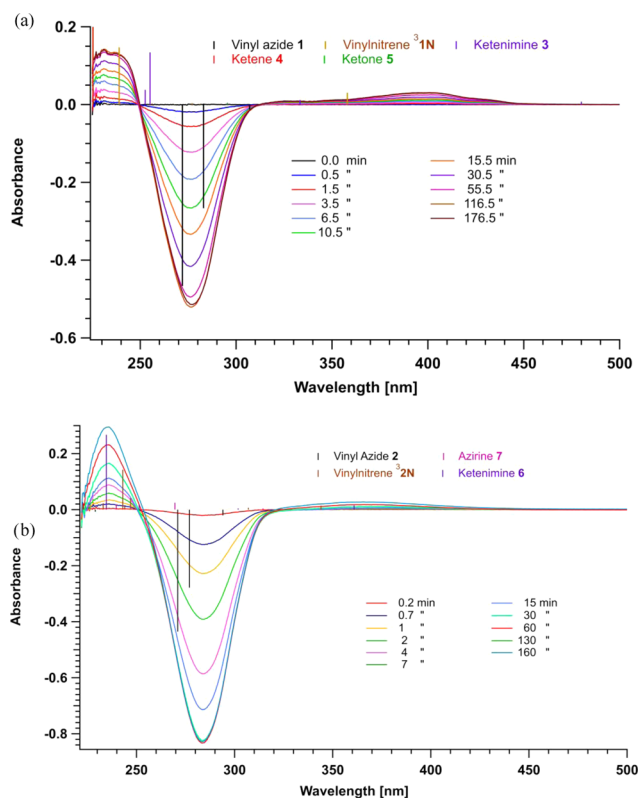 (a)
0.2
0.0
-0.2
-0.4
-0.6
Absorbance
Vinyl azide 1 Vinylnitrene ³1N Ketenimine 3
Ketene 4 Ketone 5
0.0 min 15.5 min
0.5 " 30.5 "
1.5 " 55.5 "
3.5 " 116.5 "
6.5 " 176.5 "
10.5 "
250 300 350 400 450 500
Wavelength [nm]
(b)
0.2
0.0
-0.2
-0.4
-0.6
-0.8
Absorbance
Vinyl Azide 2 Azirine 7
Vinylnitrene ³2N Ketenimine 6
0.2 min 15 min
0.7 " 30 "
1 " 60 "
2 " 130 "
4 " 160 "
7 "
250 300 350 400 450 500
Wavelength [nm]